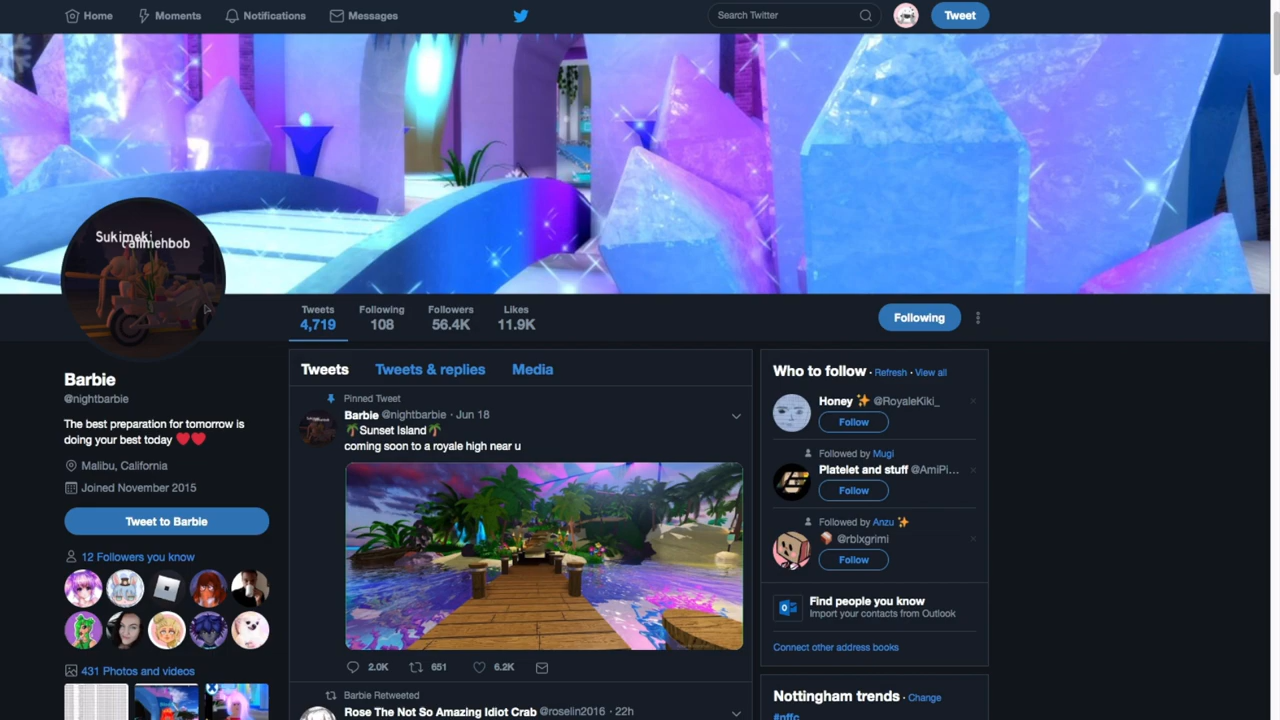 Home
Moments
Notifications
Messages
Search Twitter
Tweet
Sukimeki
callmehbob
Tweets
4,719
Following
108
Followers
56.4K
Likes
11.9K
Following
Barbie
@nightbarbie
The best preparation for tomorrow is
doing your best today ❤️❤️
Malibu, California
Joined November 2015
Tweet to Barbie
12 Followers you know
431 Photos and videos
Tweets
Tweets & replies
Media
Pinned Tweet
Barbie @nightbarbie · Jun 18
🌴Sunset Island🌴
coming soon to a royale high near u
2.0K
651
6.2K
Barbie Retweeted
Rose The Not So Amazing Idiot Crab @roselin2016 · 22h
Who to follow · Refresh · View all
Honey ✨ @RoyaleKiki_
Follow
Followed by Mugi
Platelet and stuff @AmiPi...
Follow
Followed by Anzu ✨
@rblxgrimi
Follow
Find people you know
Import your contacts from Outlook
Connect other address books
Nottingham trends · Change
#nffc